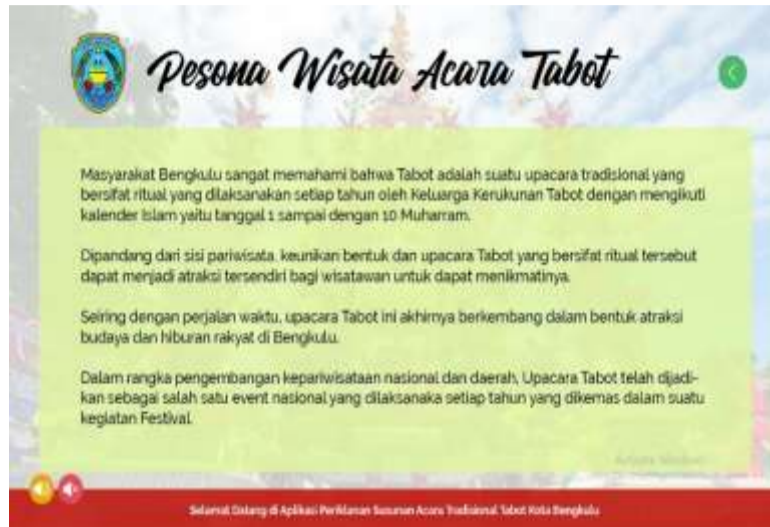 Pesona Wisata Acara Tabot
Masyarakat Bengkulu sangat memahami bahwa Tabot adalah suatu upacara tradisional yang
bersifat ritual yang dilaksanakan setiap tahun oleh Keluarga Kerukunan Tabot dengan mengikuti
kalender Islam yaitu tanggal 1 sampai dengan 10 Muharram.
Dipandang dari sisi pariwisata, keunikan bentuk dan upacara Tabot yang bersifat ritual tersebut
dapat menjadi atraksi tersendiri bagi wisatawan untuk dapat menikmatinya.
Seiring dengan perjalan waktu, upacara Tabot ini akhirnya berkembang dalam bentuk atraksi
budaya dan hiburan rakyat di Bengkulu.
Dalam rangka pengembangan kepariwisataan nasional dan daerah, Upacara Tabot telah dijadi-
kan sebagai salah satu event nasional yang dilaksanaka setiap tahun yang dikemas dalam suatu
kegiatan Festival.
Selamat Datang di Aplikasi Periklanan Susunan Acara Tradisional Tabot Kota Bengkulu